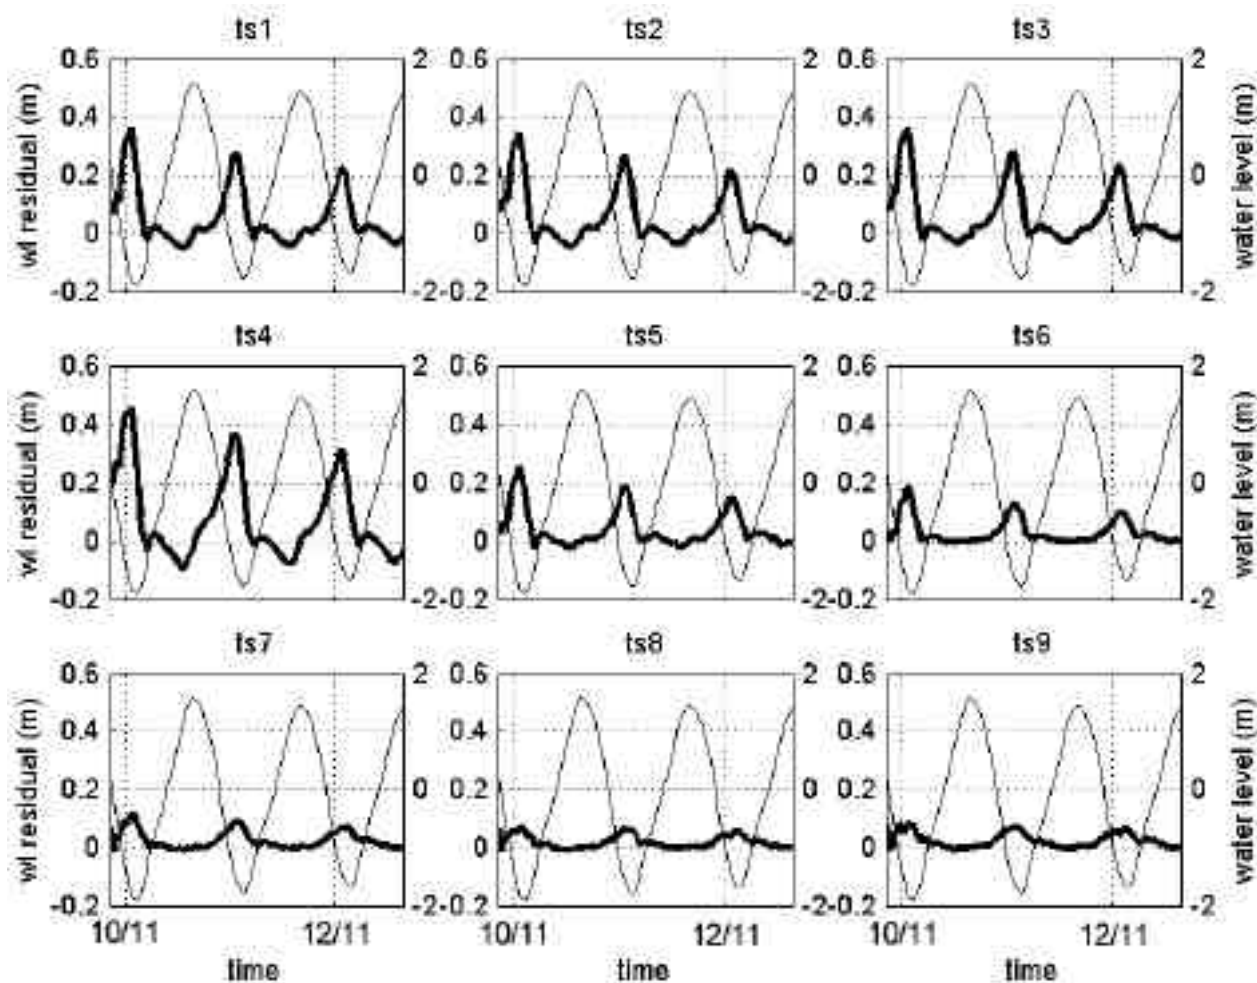 ts1 ts2 ts3
0.6 2 0.6 2 0.6 2
wl residual (m) 0.4 0.4 0.4 water level (m)
0.2 0 0.2 0 0.2 0
0 0 0
-0.2 -2 -0.2 -2 -0.2 -2
ts4 ts5 ts6
0.6 2 0.6 2 0.6 2
wl residual (m) 0.4 0.4 0.4 water level (m)
0.2 0 0.2 0 0.2 0
0 0 0
-0.2 -2 -0.2 -2 -0.2 -2
ts7 ts8 ts9
0.6 2 0.6 2 0.6 2
wl residual (m) 0.4 0.4 0.4 water level (m)
0.2 0 0.2 0 0.2 0
0 0 0
-0.2 -2 -0.2 -2 -0.2 -2
10/11 12/11 10/11 12/11 10/11 12/11
time time time